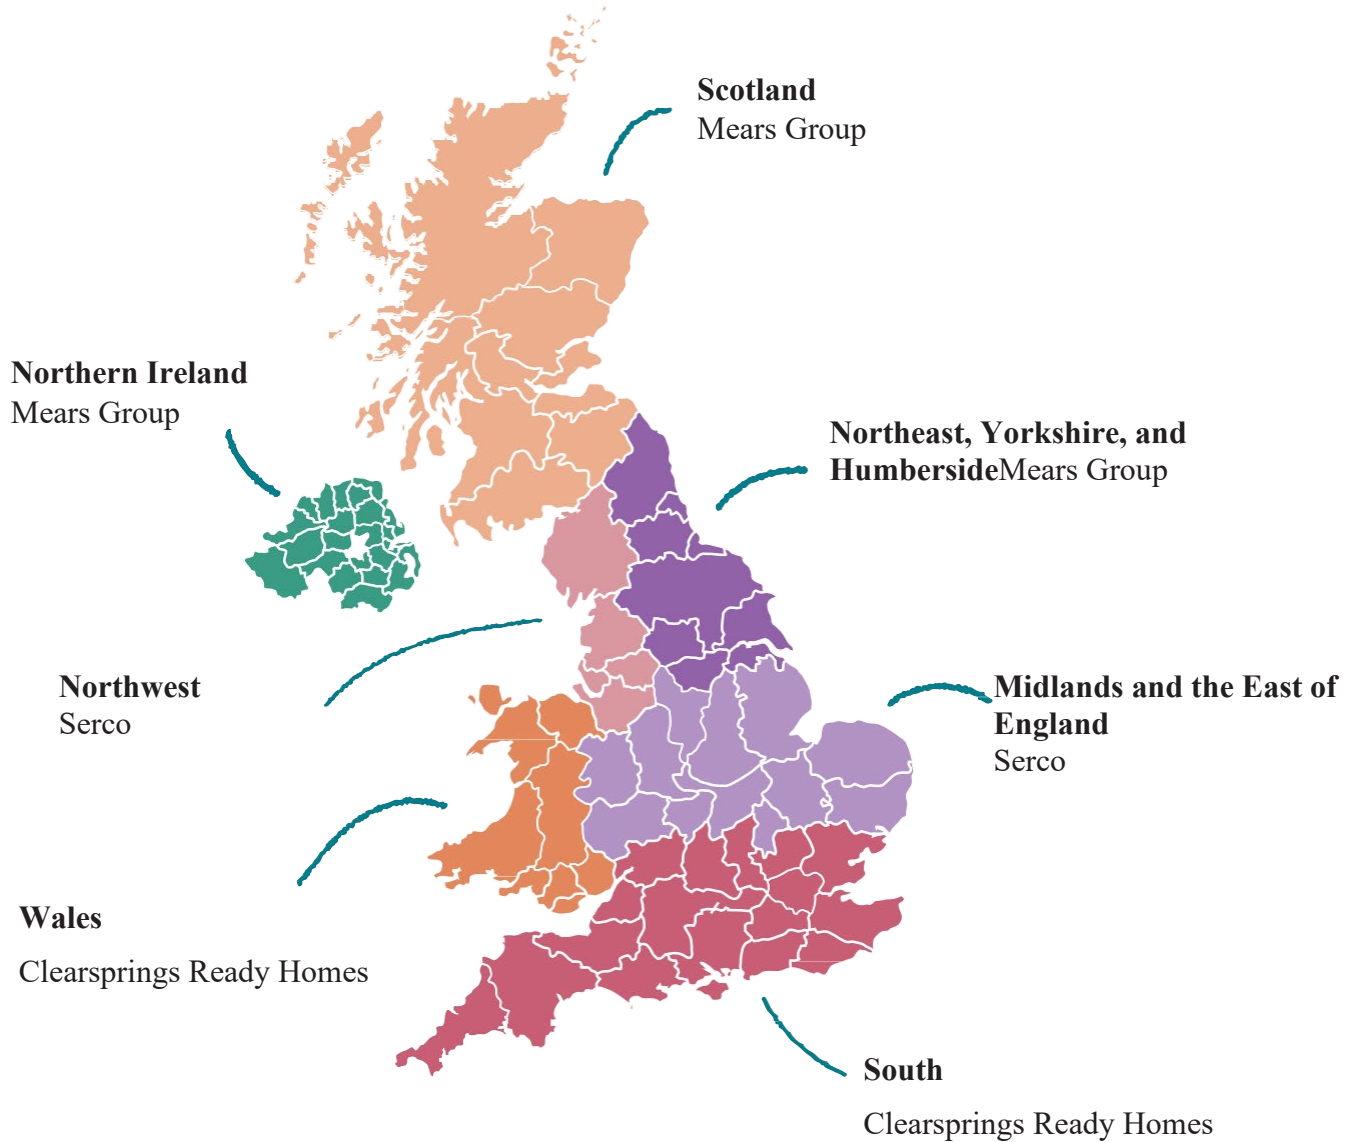 Scotland
Mears Group
Northern Ireland
Mears Group
Northeast, Yorkshire, and
HumbersideMears Group
Northwest
Serco
Midlands and the East of
England
Serco
Wales
Clearsprings Ready Homes
South
Clearsprings Ready Homes